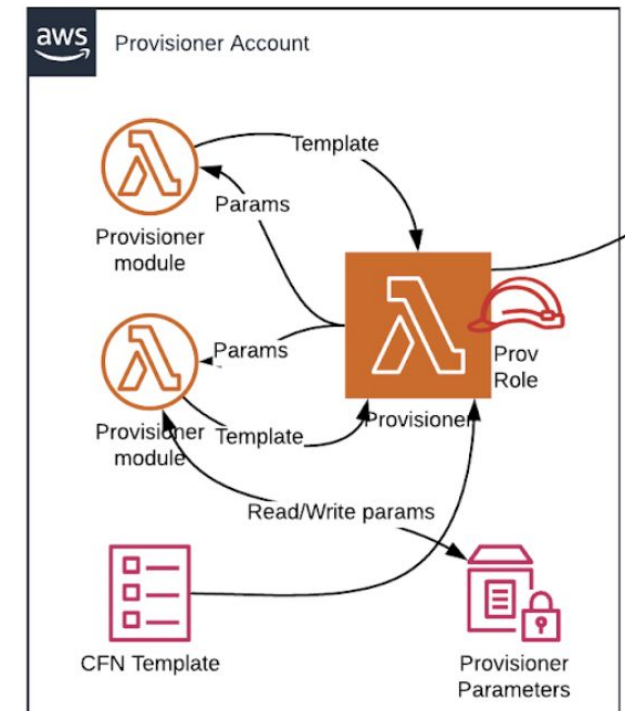 aws
Provisioner Account
Template
Params
Provisioner
module
Params
Prov
Role
Provisioner
Provisioner
module
Template
Read/Write params
CFN Template
Provisioner
Parameters